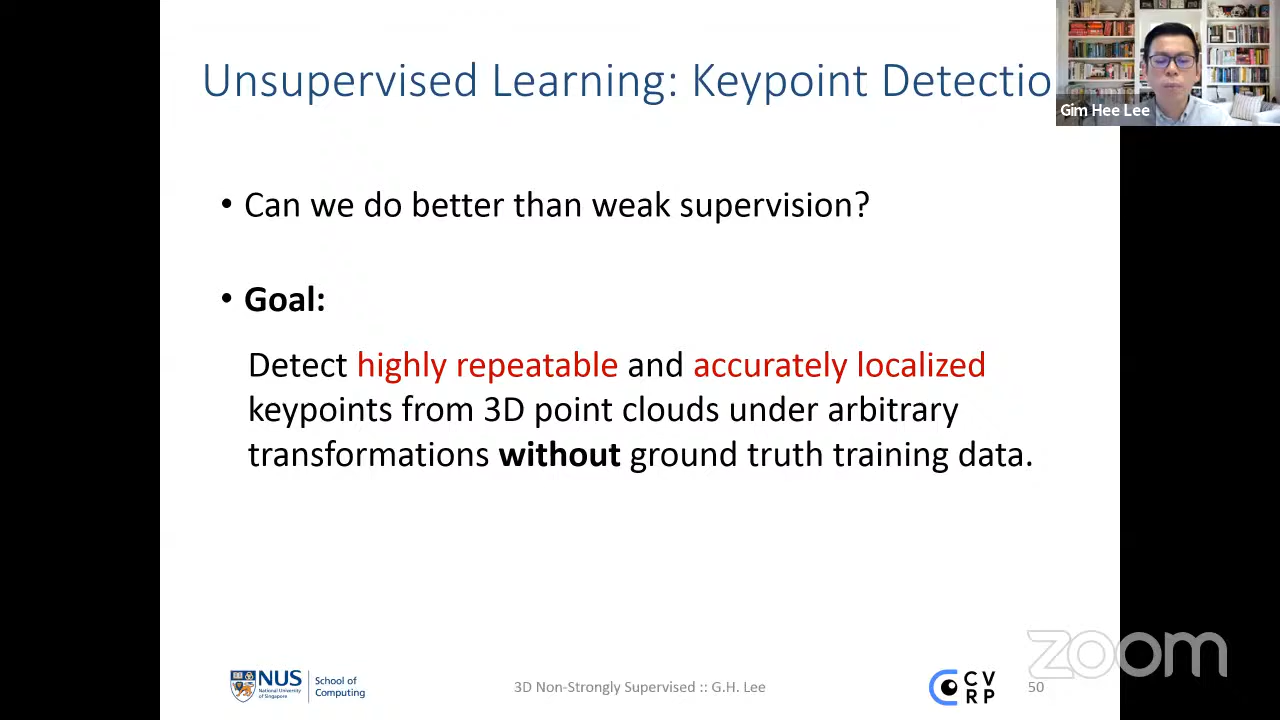 Unsupervised Learning: Keypoint Detectio
Gim Hee Lee
• Can we do better than weak supervision?
• Goal:
Detect highly repeatable and accurately localized
keypoints from 3D point clouds under arbitrary
transformations without ground truth training data.
NUS
National University
of Singapore
School of
Computing
3D Non-Strongly Supervised :: G.H. Lee
CV
RP
50
zoom